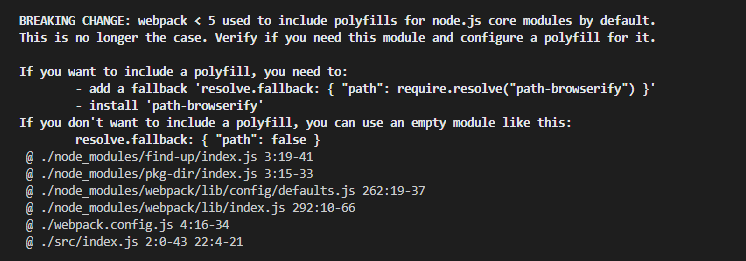 BREAKING CHANGE: webpack < 5 used to include polyfills for node.js core modules by default.
This is no longer the case. Verify if you need this module and configure a polyfill for it.
If you want to include a polyfill, you need to:
- add a fallback 'resolve.fallback: { "path": require.resolve("path-browserify") }'
- install 'path-browserify'
If you don't want to include a polyfill, you can use an empty module like this:
resolve.fallback: { "path": false }
@ ./node_modules/find-up/index.js 3:19-41
@ ./node_modules/pkg-dir/index.js 3:15-33
@ ./node_modules/webpack/lib/config/defaults.js 262:19-37
@ ./node_modules/webpack/lib/index.js 292:10-66
@ ./webpack.config.js 4:16-34
@ ./src/index.js 2:0-43 22:4-21